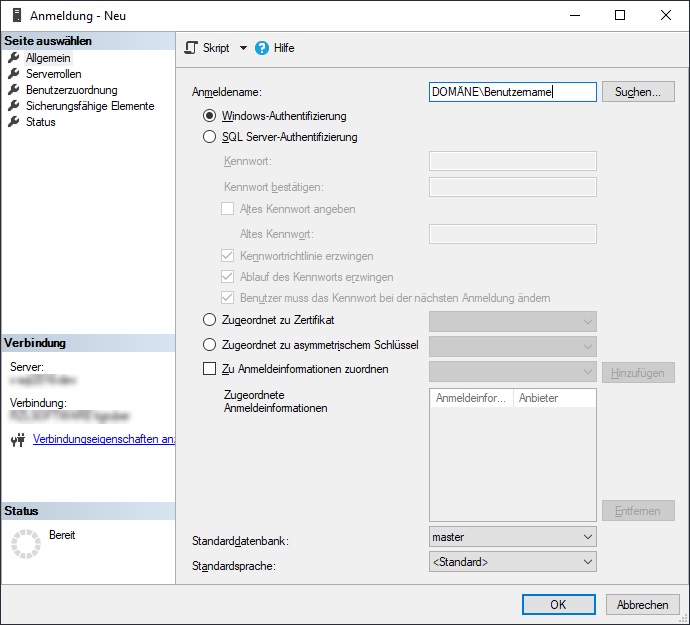 Anmeldung - Neu
Seite auswählen
Allgemein
Serverrollen
Benutzerzuordnung
Sicherungsfähige Elemente
Status
Verbindung
Server:
Verbindung:
Verbindungseigenschaften an
Status
Bereit
Skript
Hilfe
Anmeldename:
DOMÄNE\Benutzername
Suchen...
Windows-Authentifizierung
SQL Server-Authentifizierung
Kennwort:
Kennwort bestätigen:
Altes Kennwort angeben
Altes Kennwort:
Kennwortrichtlinie erzwingen
Ablauf des Kennworts erzwingen
Benutzer muss das Kennwort bei der nächsten Anmeldung ändern
Zugeordnet zu Zertifikat
Zugeordnet zu asymmetrischem Schlüssel
Zu Anmeldeinformationen zuordnen
Hinzufügen
Zugeordnete
Anmeldeinformationen
Anmeldeinfor... Anbieter
Entfernen
Standarddatenbank:
master
Standardsprache:
<Standard>
OK
Abbrechen